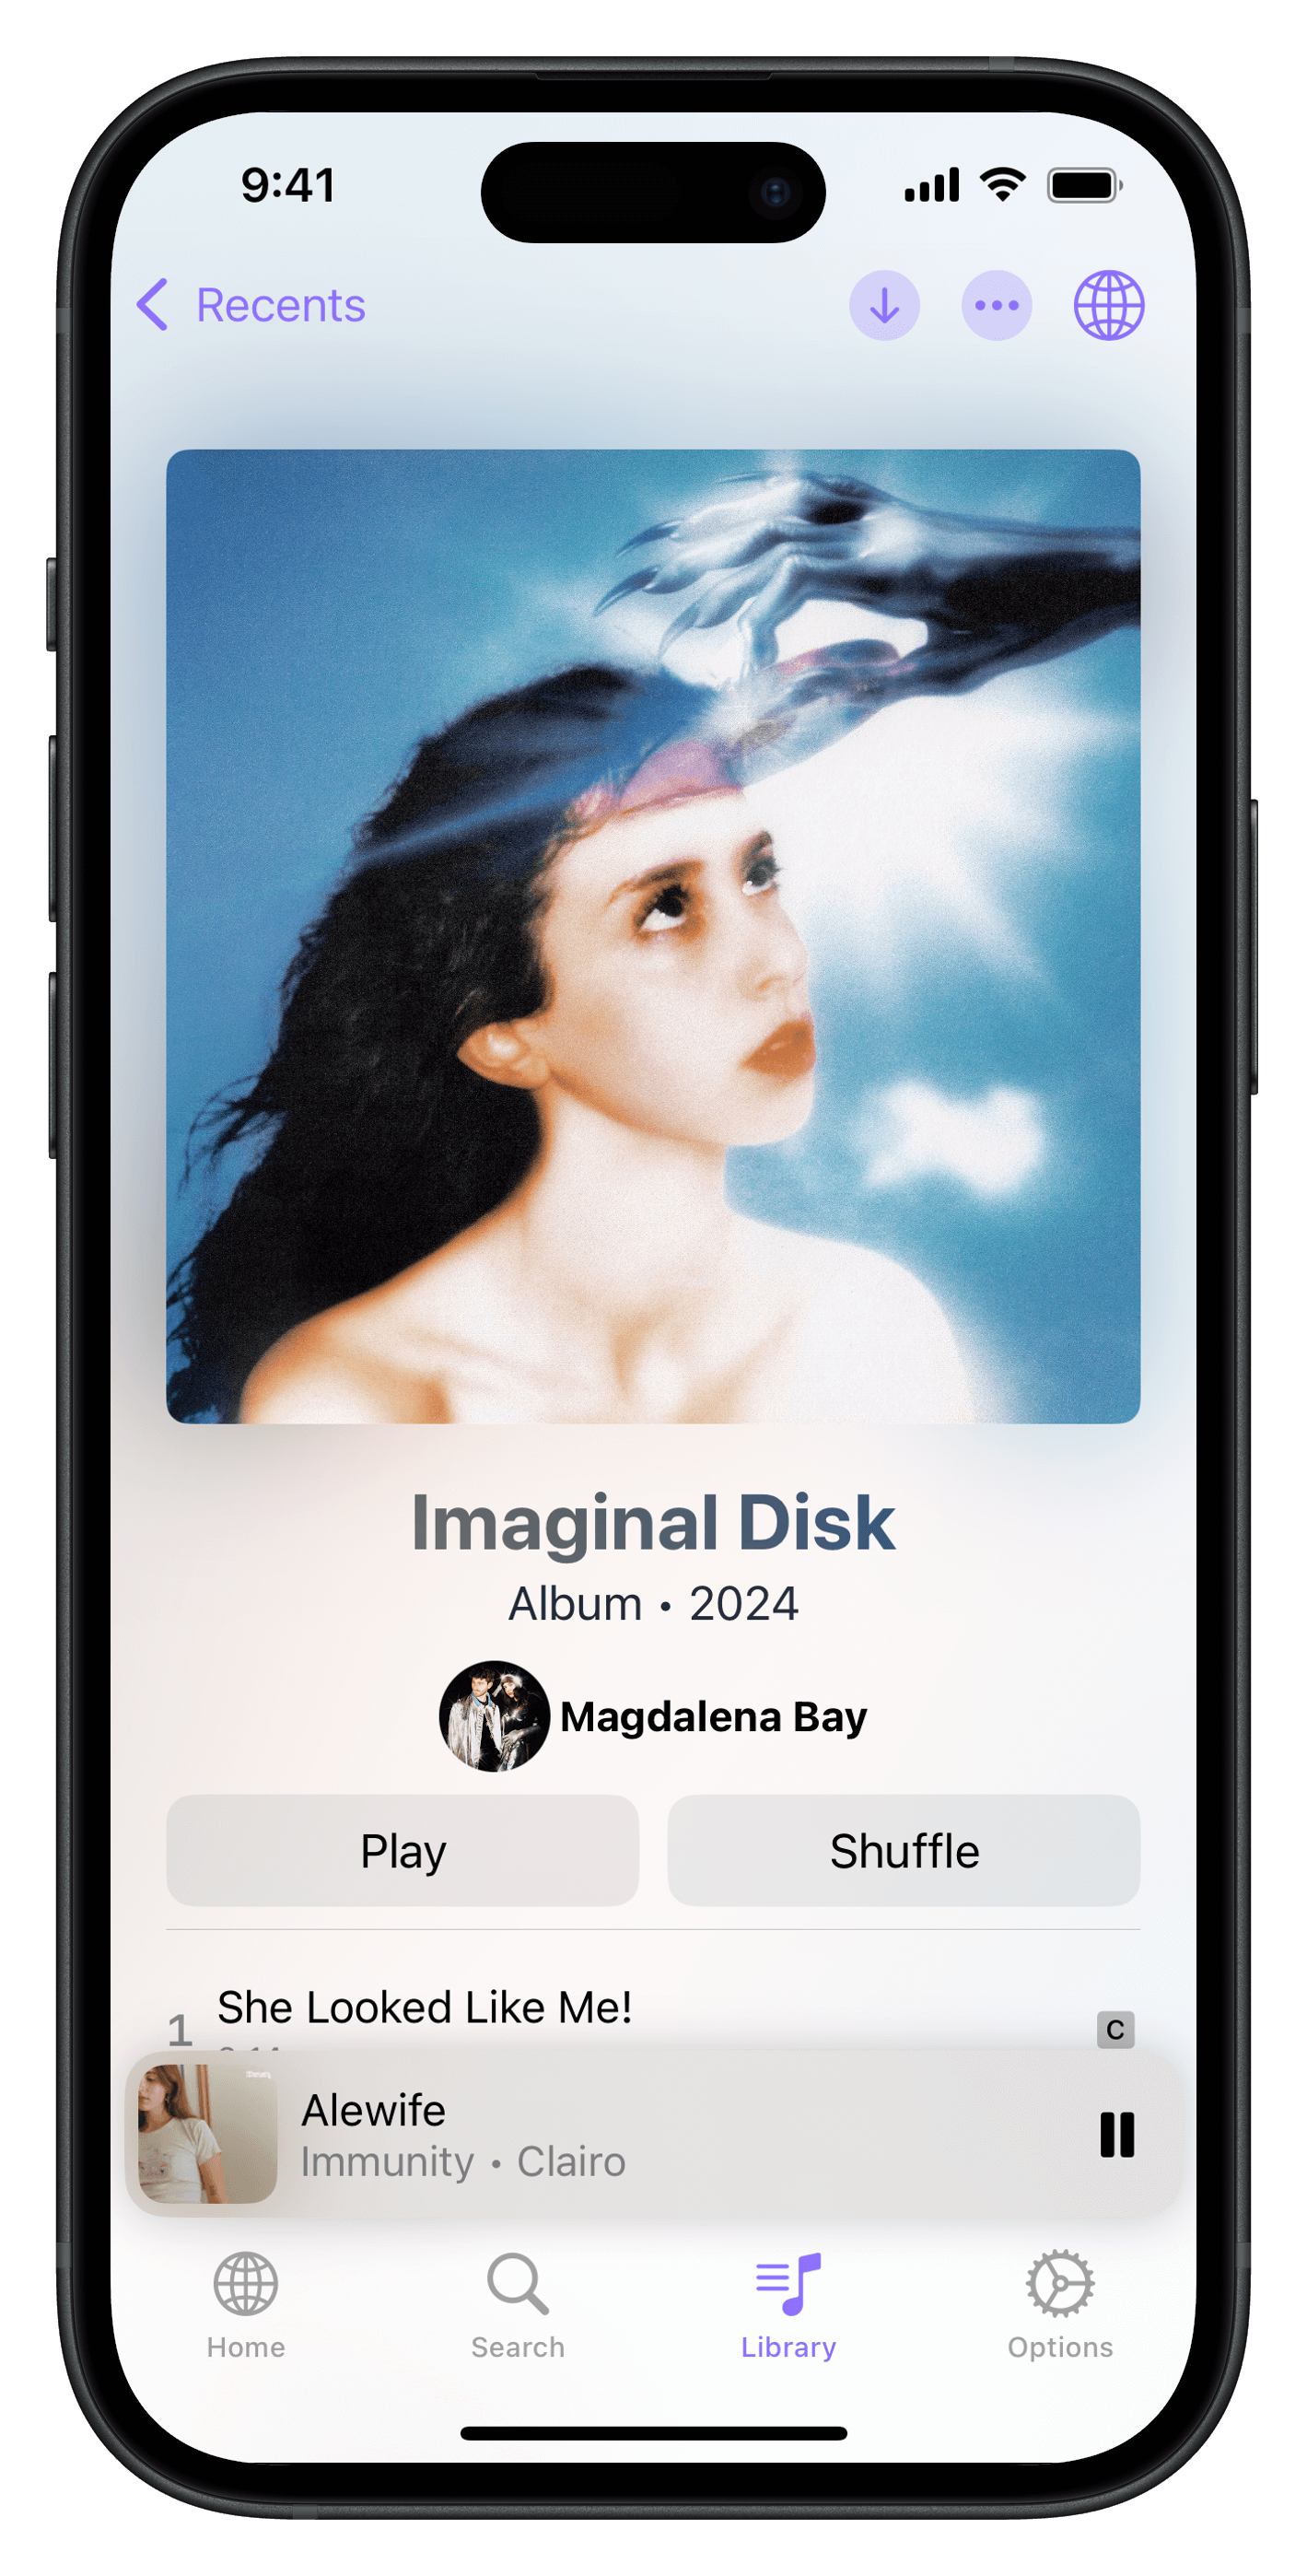 9:41
Recents
Imaginal Disk
Album • 2024
Magdalena Bay
Play
Shuffle
1
She Looked Like Me!
C
Alewife
Immunity • Clairo
Home
Search
Library
Options